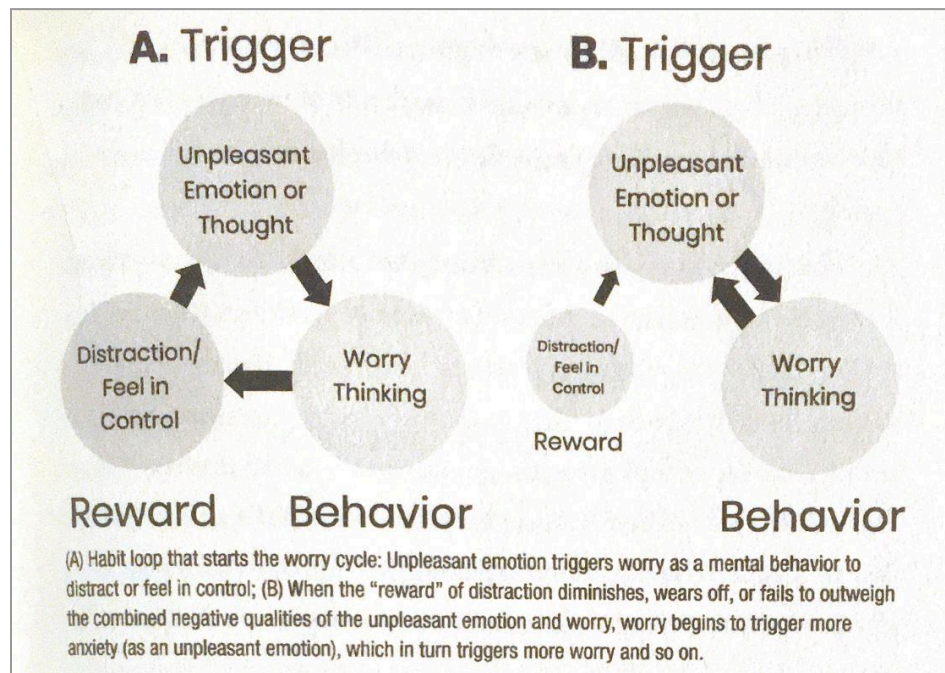 A. Trigger
Unpleasant
Emotion or
Thought
Distraction/
Feel in
Control
Worry
Thinking
Reward
Behavior
B. Trigger
Unpleasant
Emotion or
Thought
Distraction/
Feel in
Control
Reward
Worry
Thinking
Behavior
(A) Habit loop that starts the worry cycle: Unpleasant emotion triggers worry as a mental behavior to
distract or feel in control; (B) When the “reward” of distraction diminishes, wears off, or fails to outweigh
the combined negative qualities of the unpleasant emotion and worry, worry begins to trigger more
anxiety (as an unpleasant emotion), which in turn triggers more worry and so on.